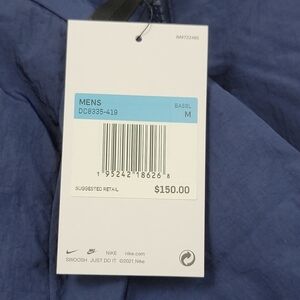 MENS
DC8335-419
BASBL
M
1 95242 18626 8
SUGGESTED RETAIL
$150.00
NIKE nike.com
SWOOSH JUST DO IT ©2021 Nike